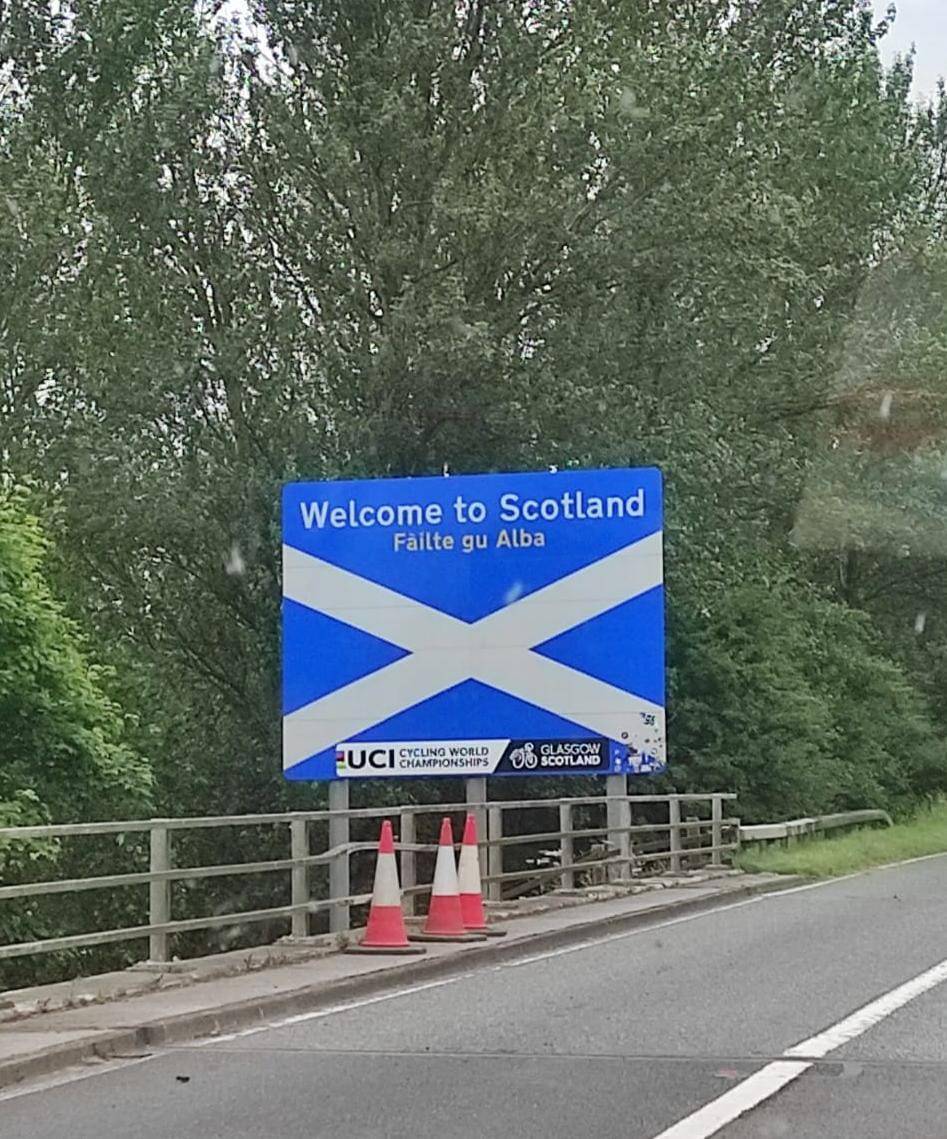 Welcome to Scotland
Fàilte gu Alba
UCI CYCLING WORLD CHAMPIONSHIPS
GLASGOW SCOTLAND